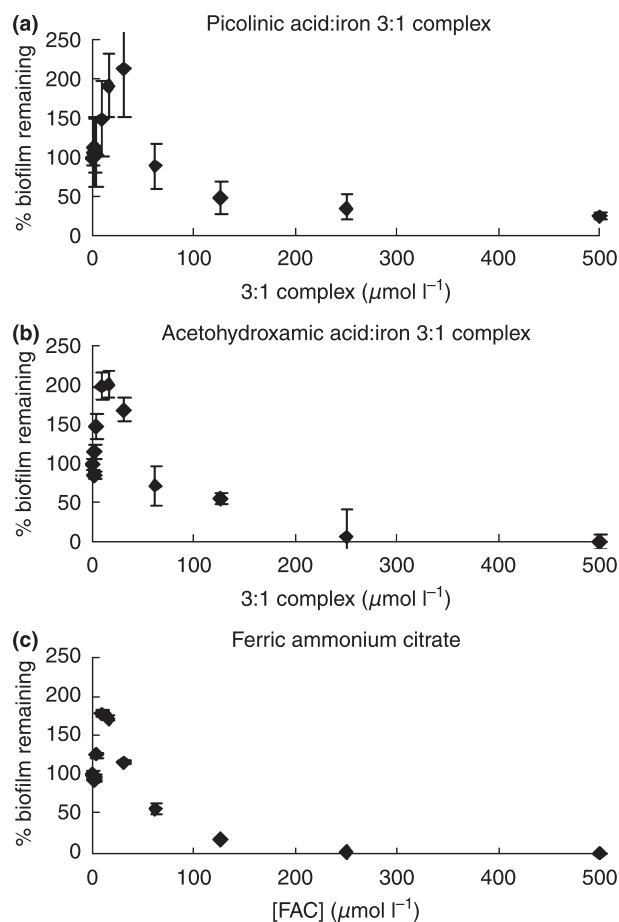 (a) Picolinic acid:iron 3:1 complex
250
200
150
100
50
0
% biofilm remaining
0 100 200 300 400 500
3:1 complex (μmol l⁻¹)
(b) Acetohydroxamic acid:iron 3:1 complex
250
200
150
100
50
0
% biofilm remaining
0 100 200 300 400 500
3:1 complex (μmol l⁻¹)
(c) Ferric ammonium citrate
250
200
150
100
50
0
% biofilm remaining
0 100 200 300 400 500
[FAC] (μmol l⁻¹)